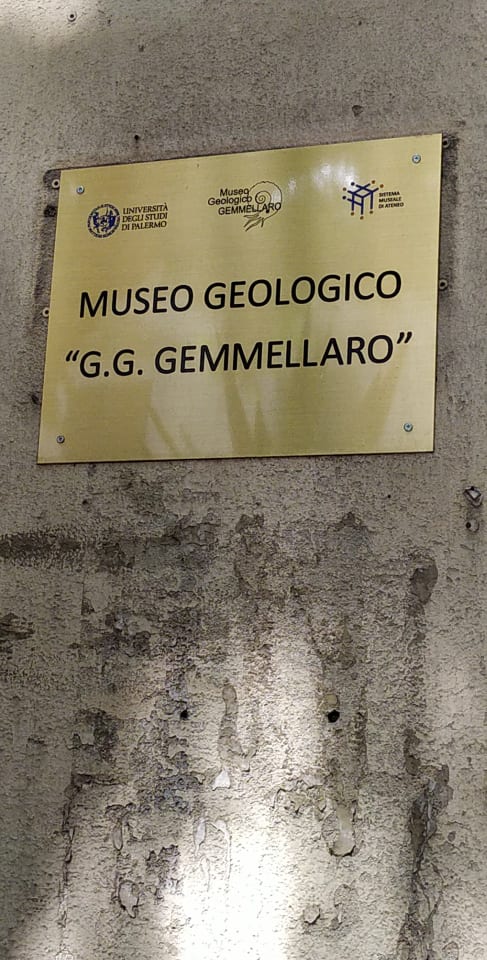 UNIVERSITÀ
DEGLI STUDI
DI PALERMO
Museo
Geologico
GEMMELLARO
SISTEMA
MUSEALE
DI ATENEO
MUSEO GEOLOGICO
“G.G. GEMMELLARO”